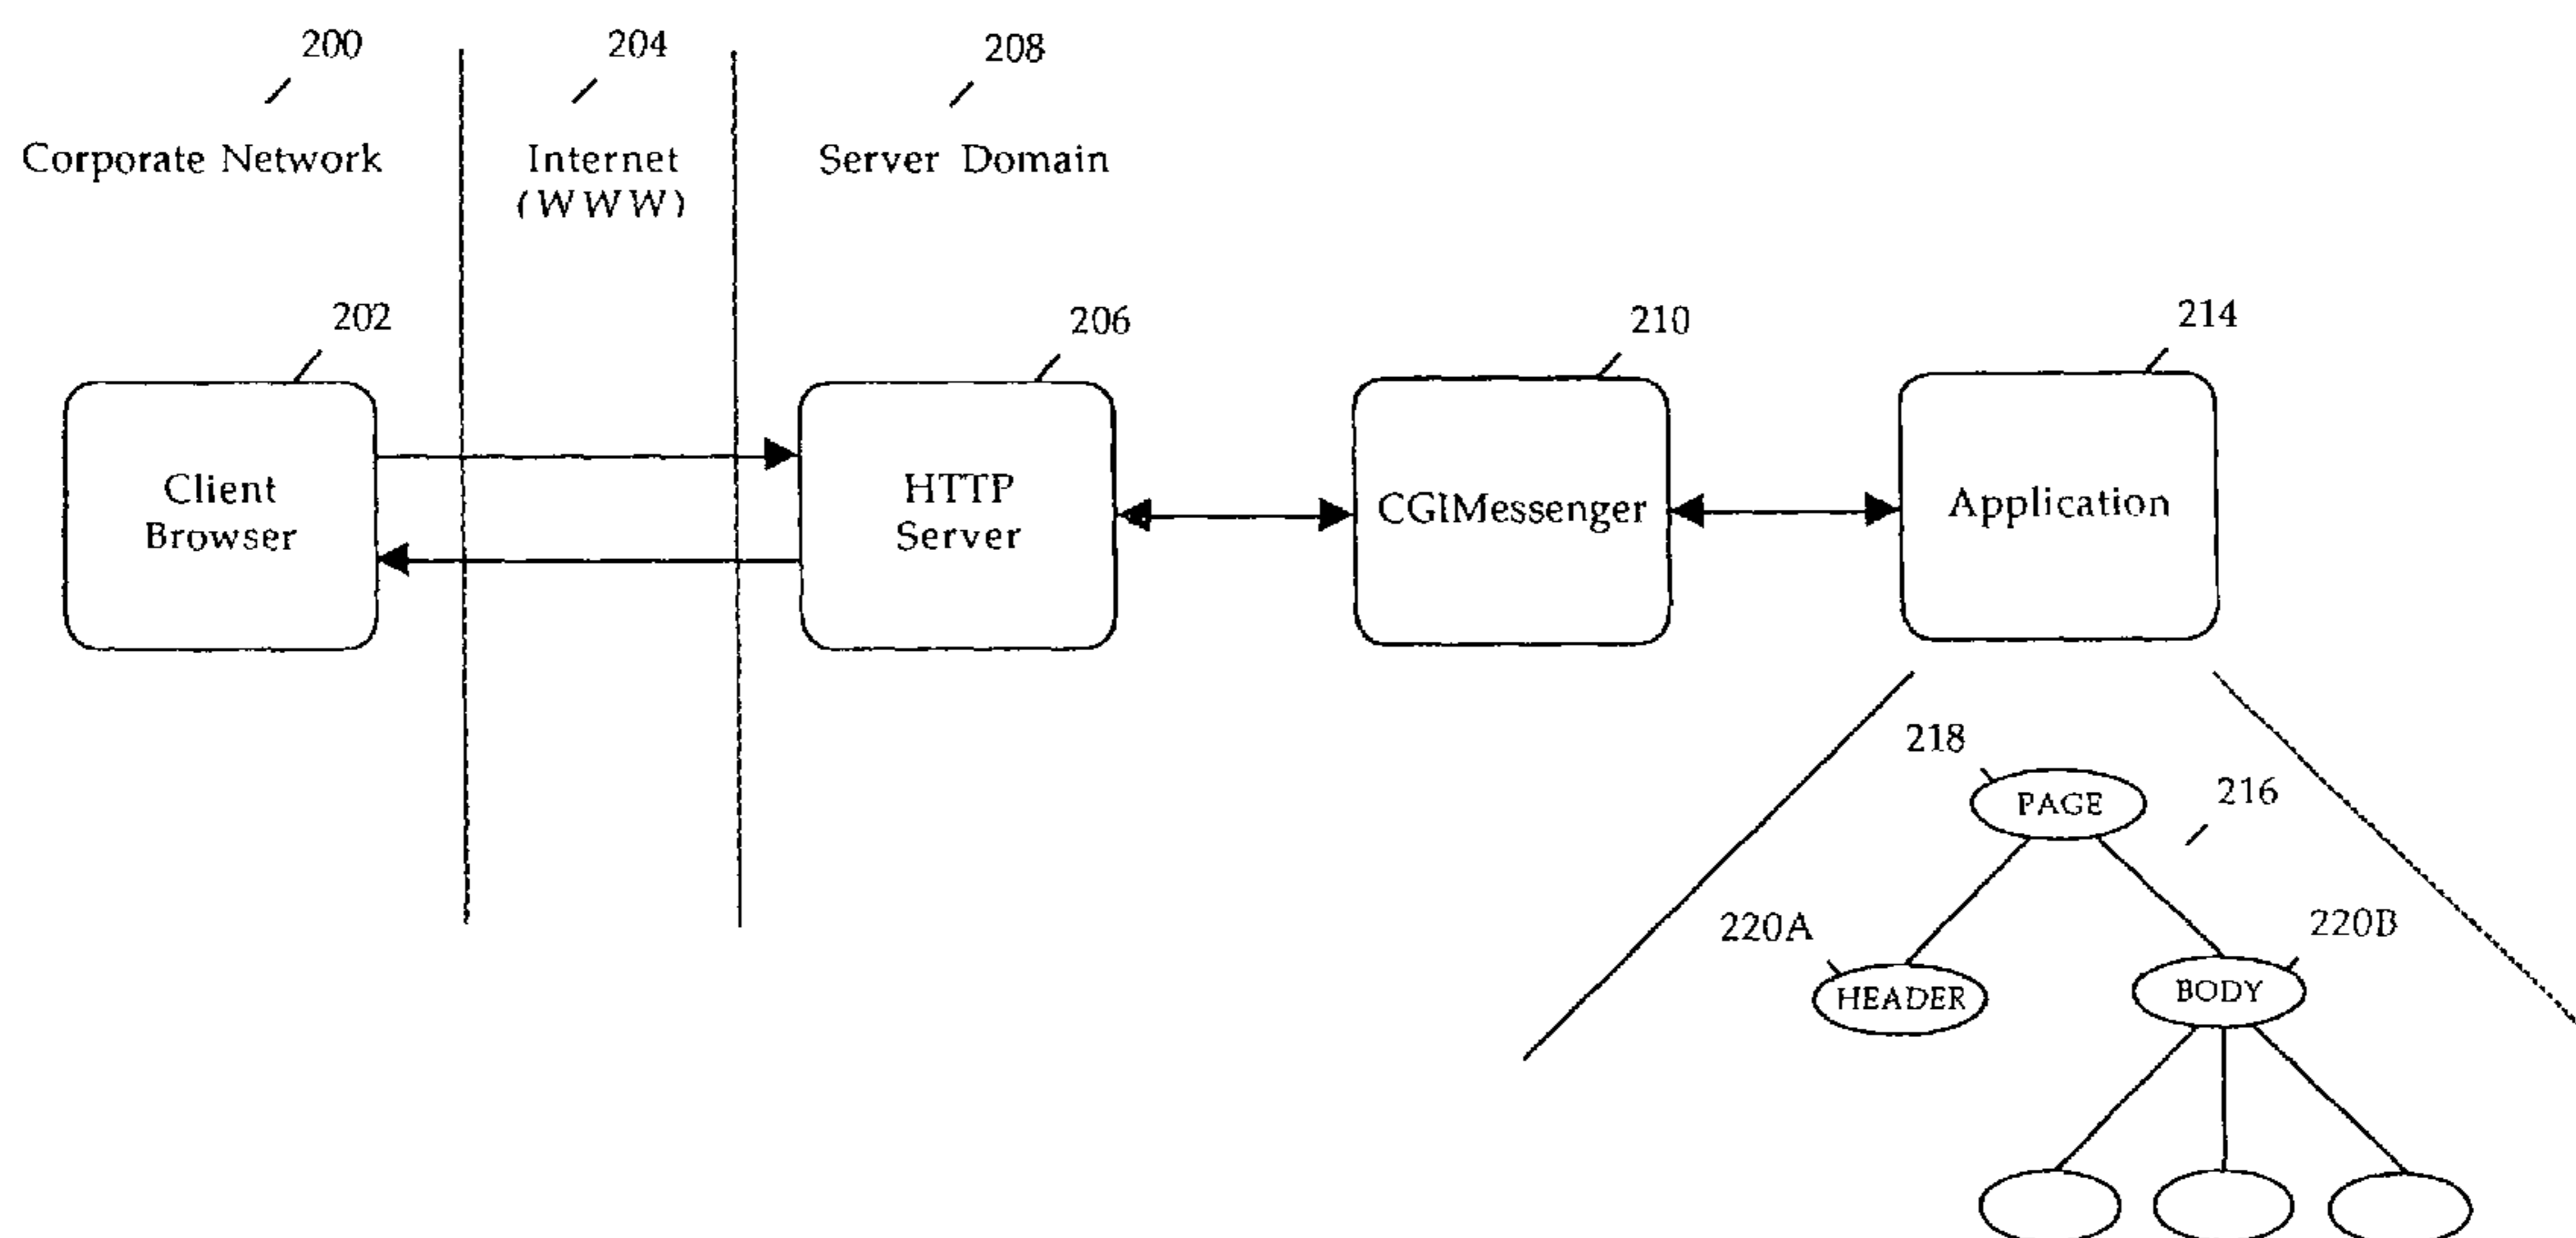 200
204
208
Corporate Network
Internet
(WWW)
Server Domain
202
206
210
214
Client
Browser
HTTP
Server
CGIMessenger
Application
218
PAGE
216
220A
220B
HEADER
BODY